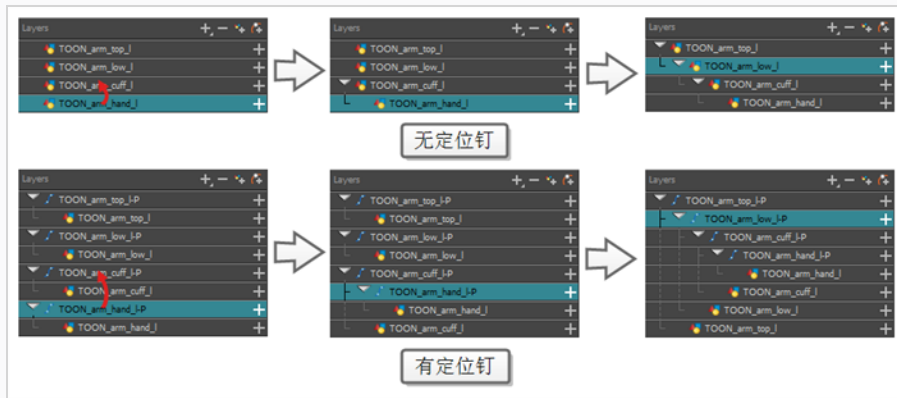 Layers
TOON_arm_top_l
TOON_arm_low_l
TOON_arm_cuff_l
TOON_arm_hand_l
Layers
TOON_arm_top_l
TOON_arm_low_l
TOON_arm_cuff_l
TOON_arm_hand_l
Layers
TOON_arm_top_l
TOON_arm_low_l
TOON_arm_cuff_l
TOON_arm_hand_l
无定位钉
Layers
TOON_arm_top_l-P
TOON_arm_top_l
TOON_arm_low_l-P
TOON_arm_low_l
TOON_arm_cuff_l-P
TOON_arm_cuff_l
TOON_arm_hand_l-P
TOON_arm_hand_l
Layers
TOON_arm_top_l-P
TOON_arm_top_l
TOON_arm_low_l-P
TOON_arm_low_l
TOON_arm_cuff_l-P
TOON_arm_hand_l-P
TOON_arm_hand_l
TOON_arm_cuff_l
Layers
TOON_arm_top_l-P
TOON_arm_low_l-P
TOON_arm_cuff_l-P
TOON_arm_hand_l-P
TOON_arm_hand_l
TOON_arm_cuff_l
TOON_arm_low_l
TOON_arm_top_l
有定位钉